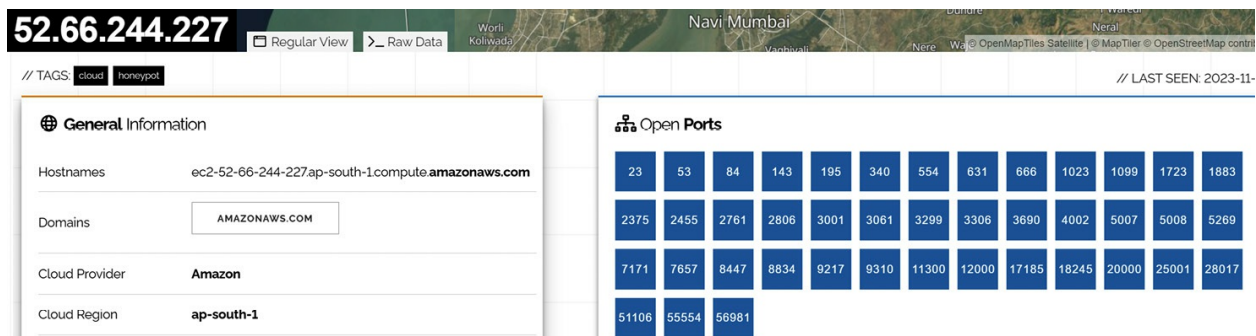 52.66.244.227
Regular View
>_ Raw Data
Worli
Koliwada
Navi Mumbai
Vaghivali
Nere
Neral
© OpenMapTiles Satellite | © MapTiler © OpenStreetMap contrib
// TAGS: cloud honeypot
// LAST SEEN: 2023-11-
General Information
Hostnames ec2-52-66-244-227.ap-south-1.compute.amazonaws.com
Domains AMAZONAWS.COM
Cloud Provider Amazon
Cloud Region ap-south-1
Open Ports
23 53 84 143 195 340 554 631 666 1023 1099 1723 1883
2375 2455 2761 2806 3001 3061 3299 3306 3690 4002 5007 5008 5269
7171 7657 8447 8834 9217 9310 11300 12000 17185 18245 20000 25001 28017
51106 55554 56981